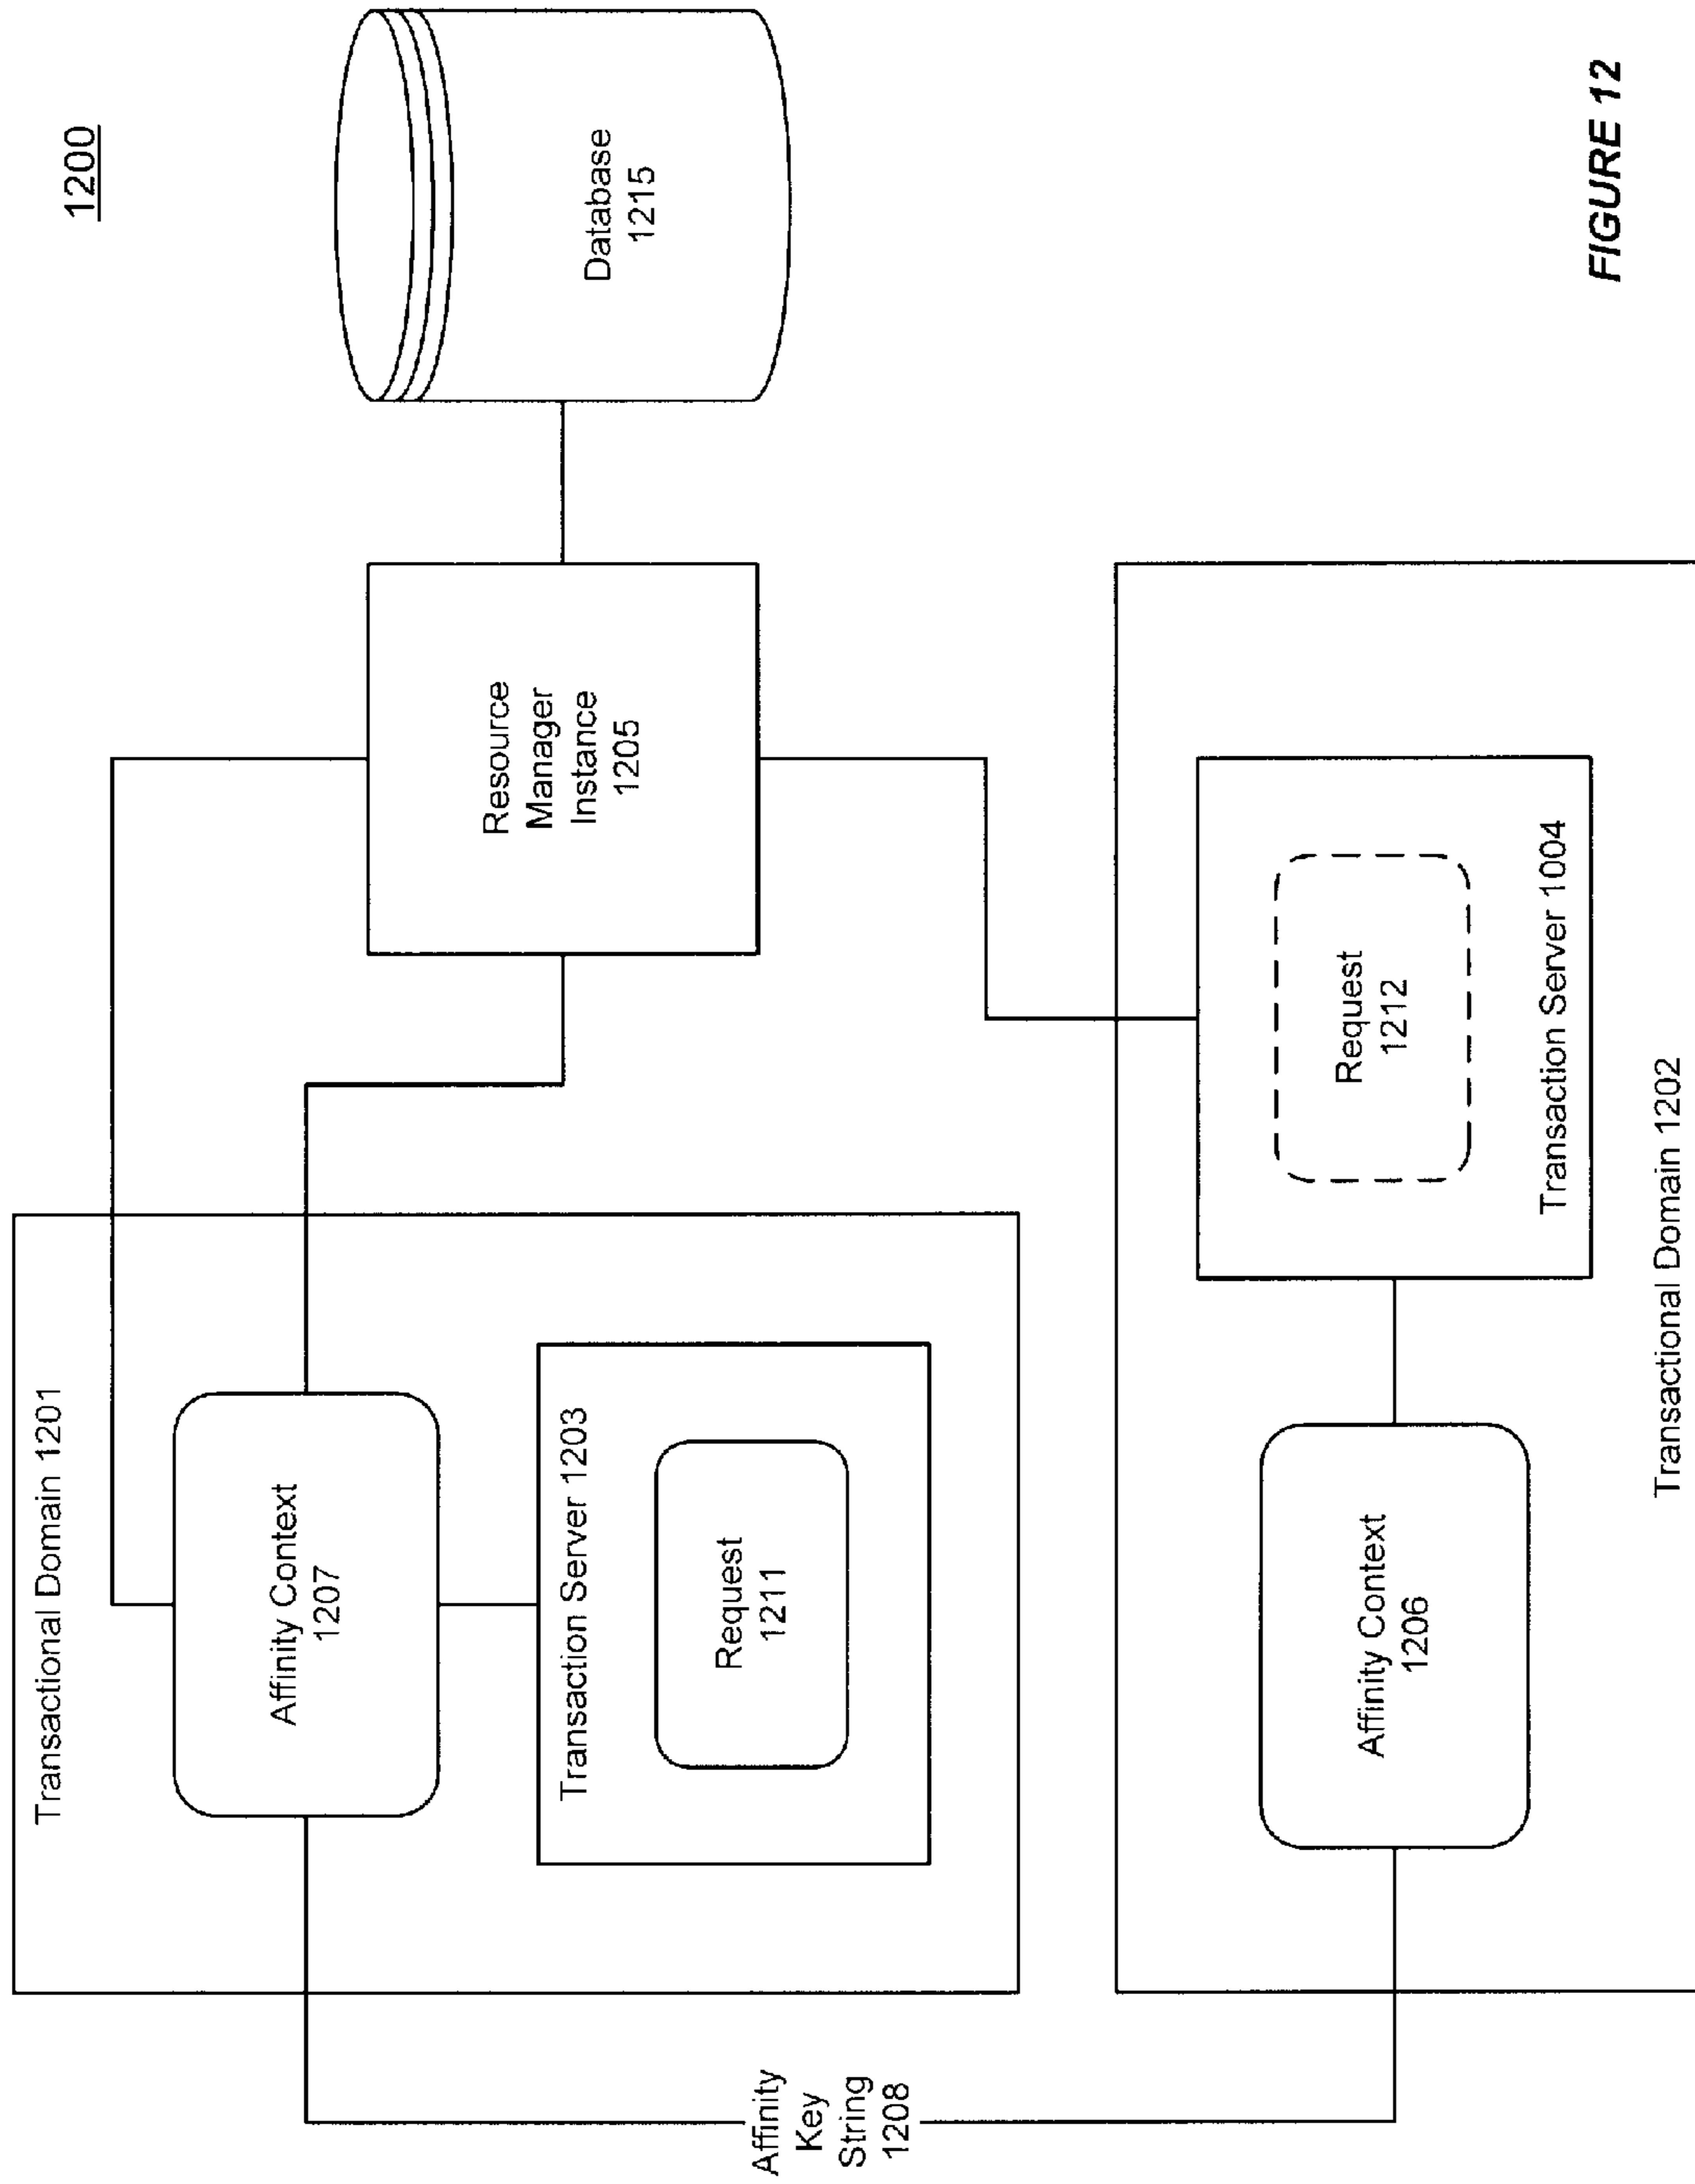 1200
Transactional Domain 1201
Affinity Context
1207
Transaction Server 1203
Request
1211
Resource
Manager
Instance
1205
Database
1215
Affinity
Key
String
1208
Affinity Context
1206
Request
1212
Transaction Server 1004
Transactional Domain 1202
FIGURE 12